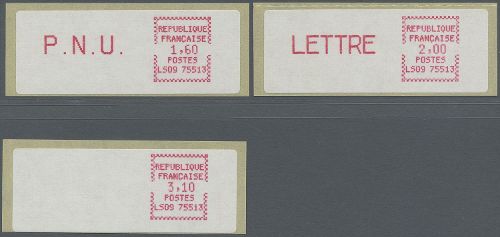 P.N.U.
REPUBLIQUE
FRANCAISE
1,60
POSTES
LS09 75513
LETTRE
REPUBLIQUE
FRANCAISE
2,00
POSTES
LS09 75513
REPUBLIQUE
FRANCAISE
3,10
POSTES
LS09 75513